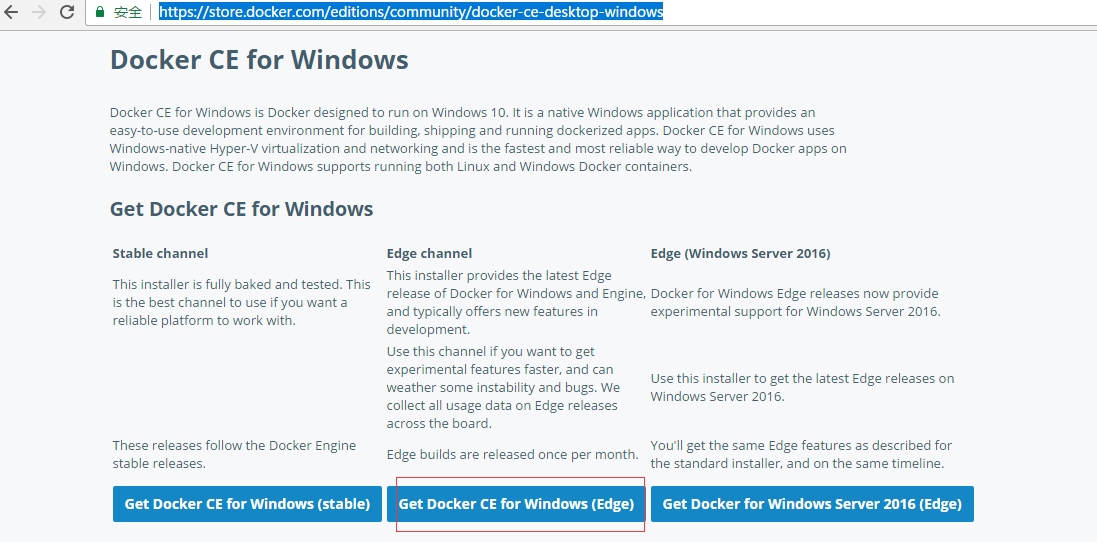 安全
https://store.docker.com/editions/community/docker-ce-desktop-windows
Docker CE for Windows
Docker CE for Windows is Docker designed to run on Windows 10. It is a native Windows application that provides an
easy-to-use development environment for building, shipping and running dockerized apps. Docker CE for Windows uses
Windows-native Hyper-V virtualization and networking and is the fastest and most reliable way to develop Docker apps on
Windows. Docker CE for Windows supports running both Linux and Windows Docker containers.
Get Docker CE for Windows
Stable channel
This installer is fully baked and tested. This
is the best channel to use if you want a
reliable platform to work with.
These releases follow the Docker Engine
stable releases.
Get Docker CE for Windows (stable)
Edge channel
This installer provides the latest Edge
release of Docker for Windows and Engine,
and typically offers new features in
development.
Use this channel if you want to get
experimental features faster, and can
weather some instability and bugs. We
collect all usage data on Edge releases
across the board.
Edge builds are released once per month.
Get Docker CE for Windows (Edge)
Edge (Windows Server 2016)
Docker for Windows Edge releases now provide
experimental support for Windows Server 2016.
Use this installer to get the latest Edge releases on
Windows Server 2016.
You'll get the same Edge features as described for
the standard installer, and on the same timeline.
Get Docker for Windows Server 2016 (Edge)